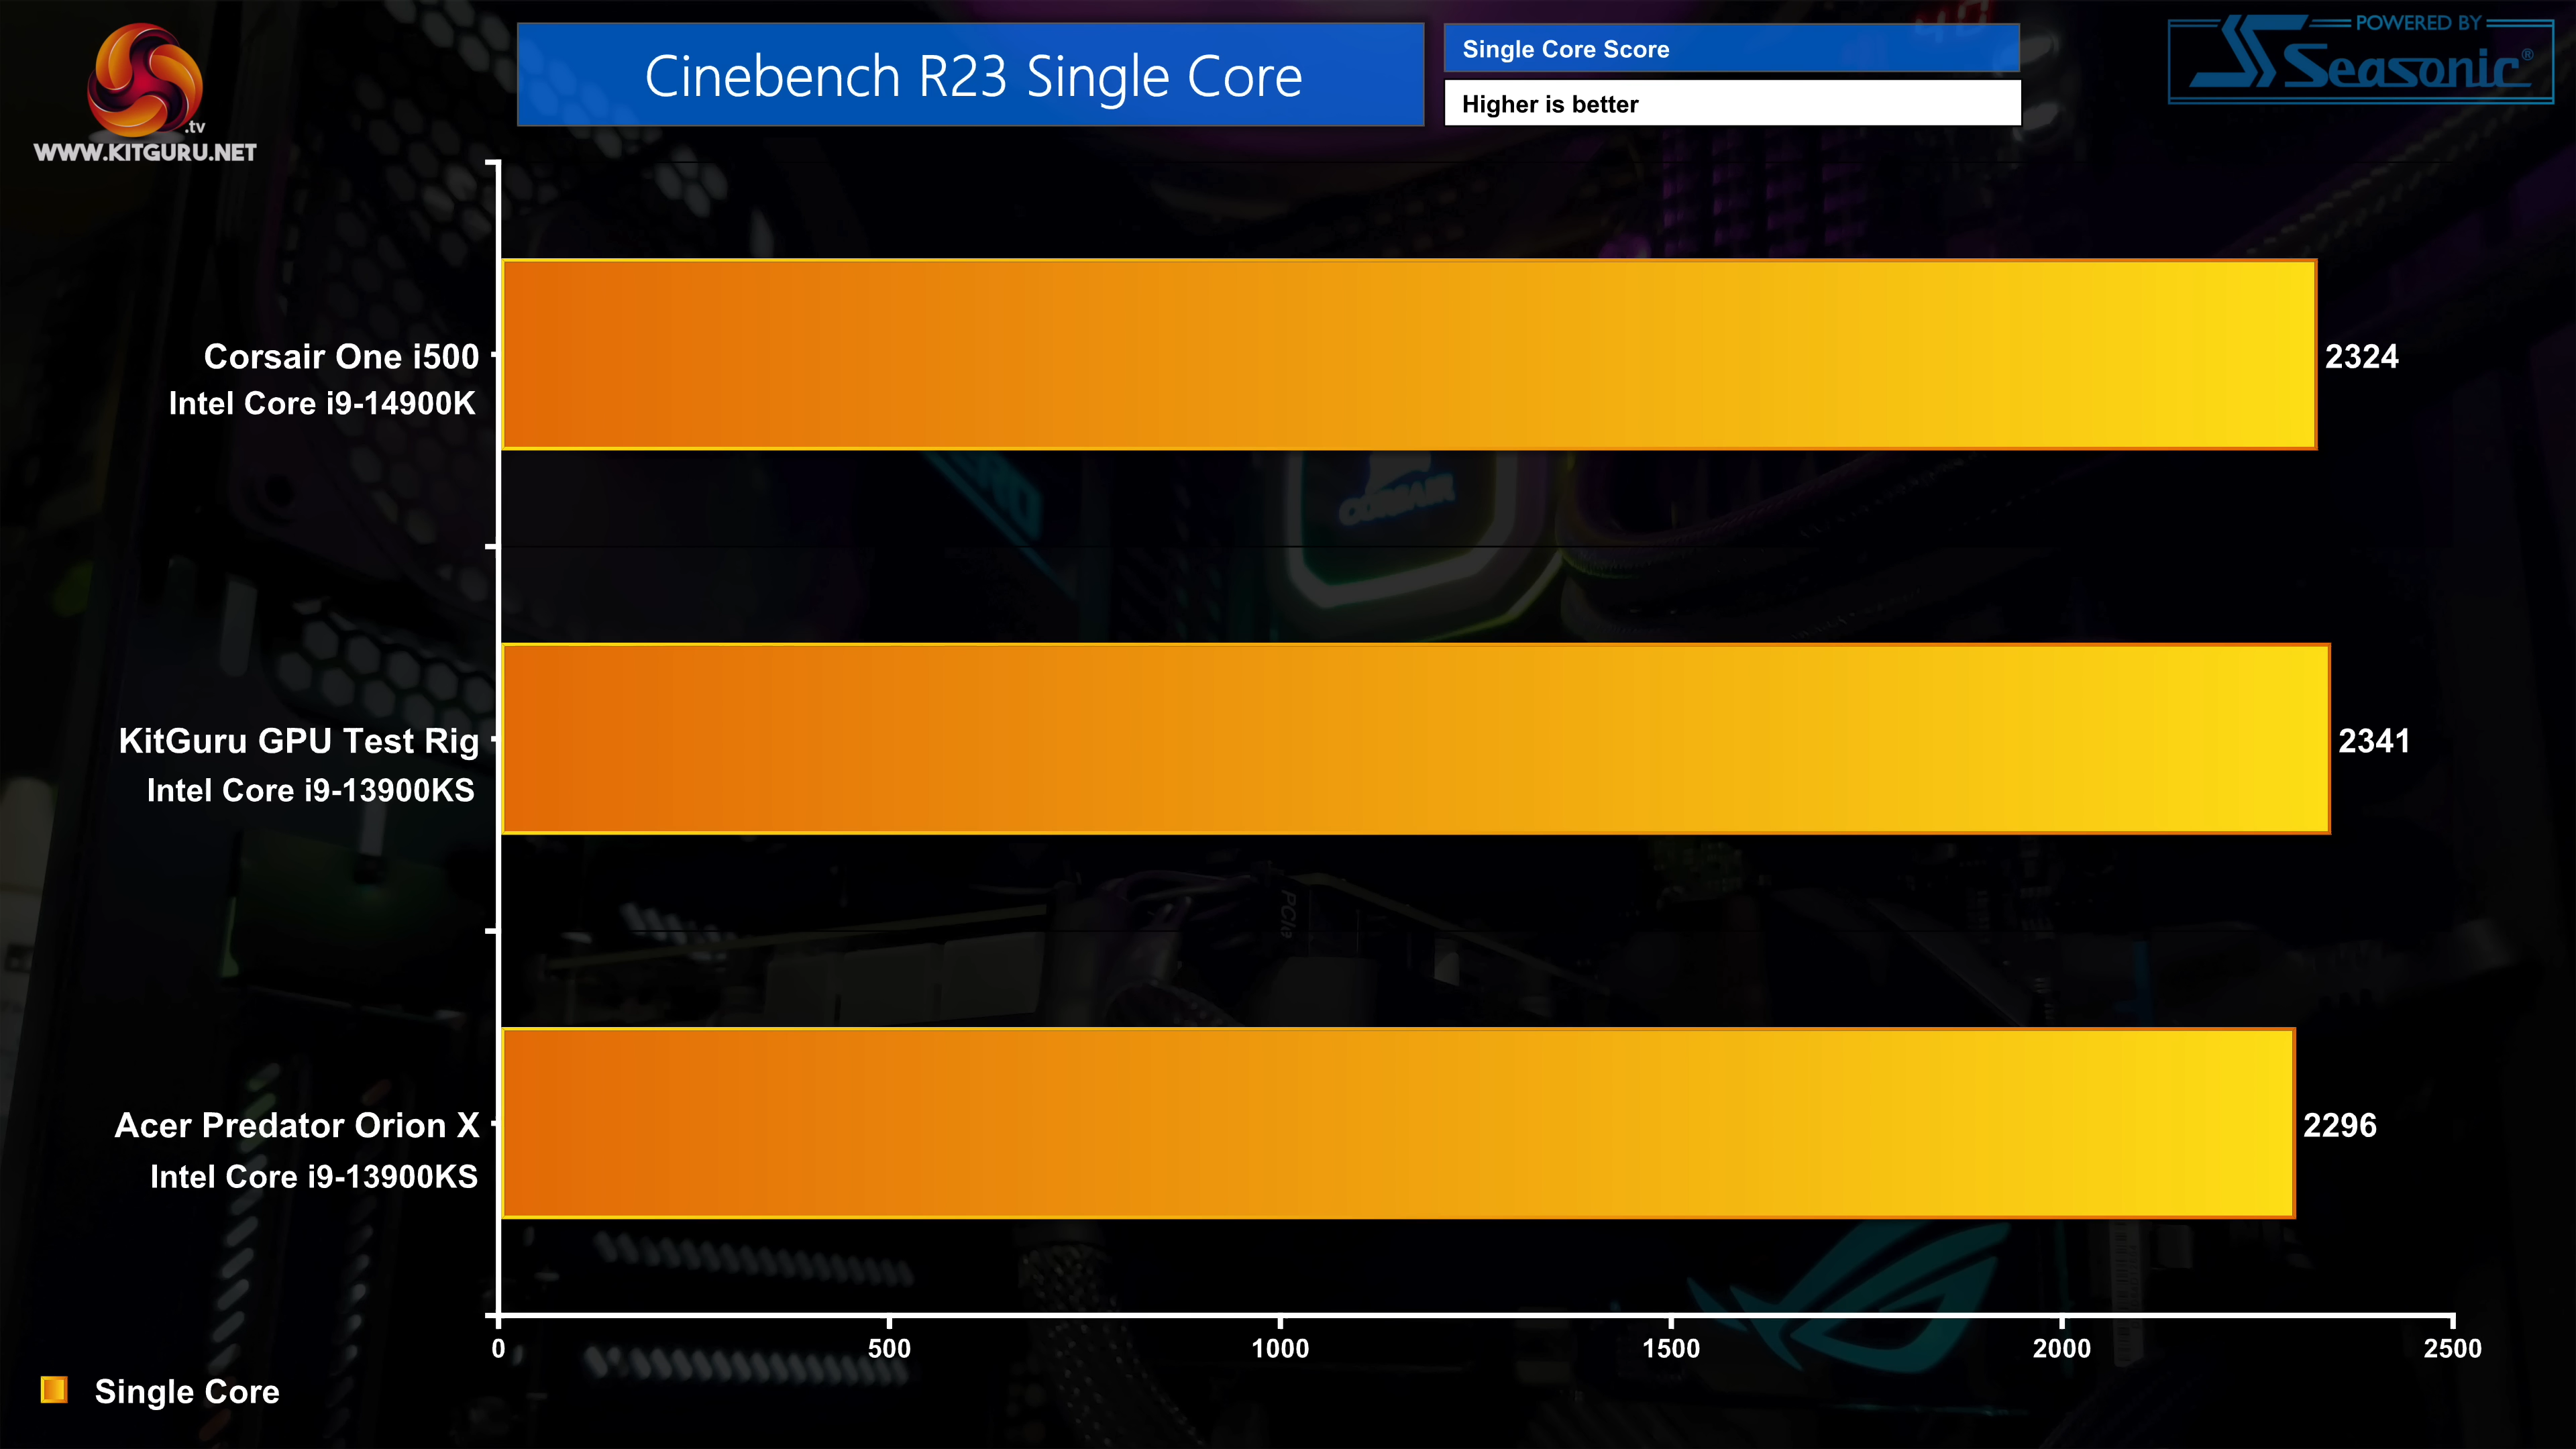 .tv
WWW.KITGURU.NET
Cinebench R23 Single Core
Single Core Score
Higher is better
POWERED BY
Seasonic®
Corsair One i500
Intel Core i9-14900K
2324
CORSAIR
KitGuru GPU Test Rig
Intel Core i9-13900KS
2341
PCIe
Acer Predator Orion X
Intel Core i9-13900KS
2296
0 500 1000 1500 2000 2500
Single Core